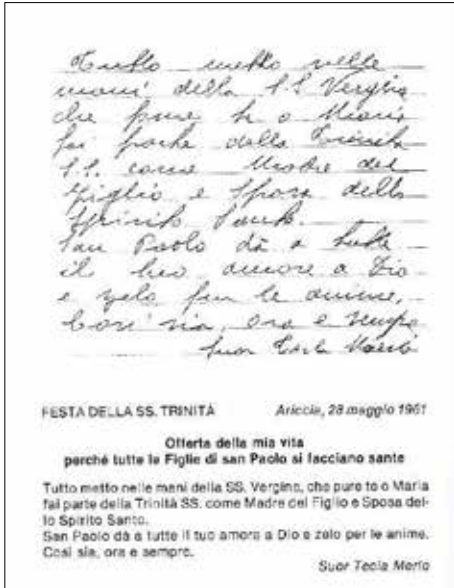 Tutto metto nelle
mani della SS Vergine
che pure te o Maria
fai parte della Trinità
SS. come Madre del
Figlio e Sposa dello
Spirito Santo.
San Paolo dà a tutte
il tuo amore a Dio
e zelo per le anime.
Così sia, ora e sempre
Suor Tecla Merlo
FESTA DELLA SS. TRINITÀ Ariccia, 28 maggio 1961
Offerta della mia vita
perché tutte le Figlie di san Paolo si facciano sante
Tutto metto nelle mani della SS. Vergine, che pure te o Maria
fai parte della Trinità SS. come Madre del Figlio e Sposa del-
lo Spirito Santo.
San Paolo dà a tutte il tuo amore a Dio e zelo per le anime.
Così sia, ora e sempre.
Suor Tecla Merlo